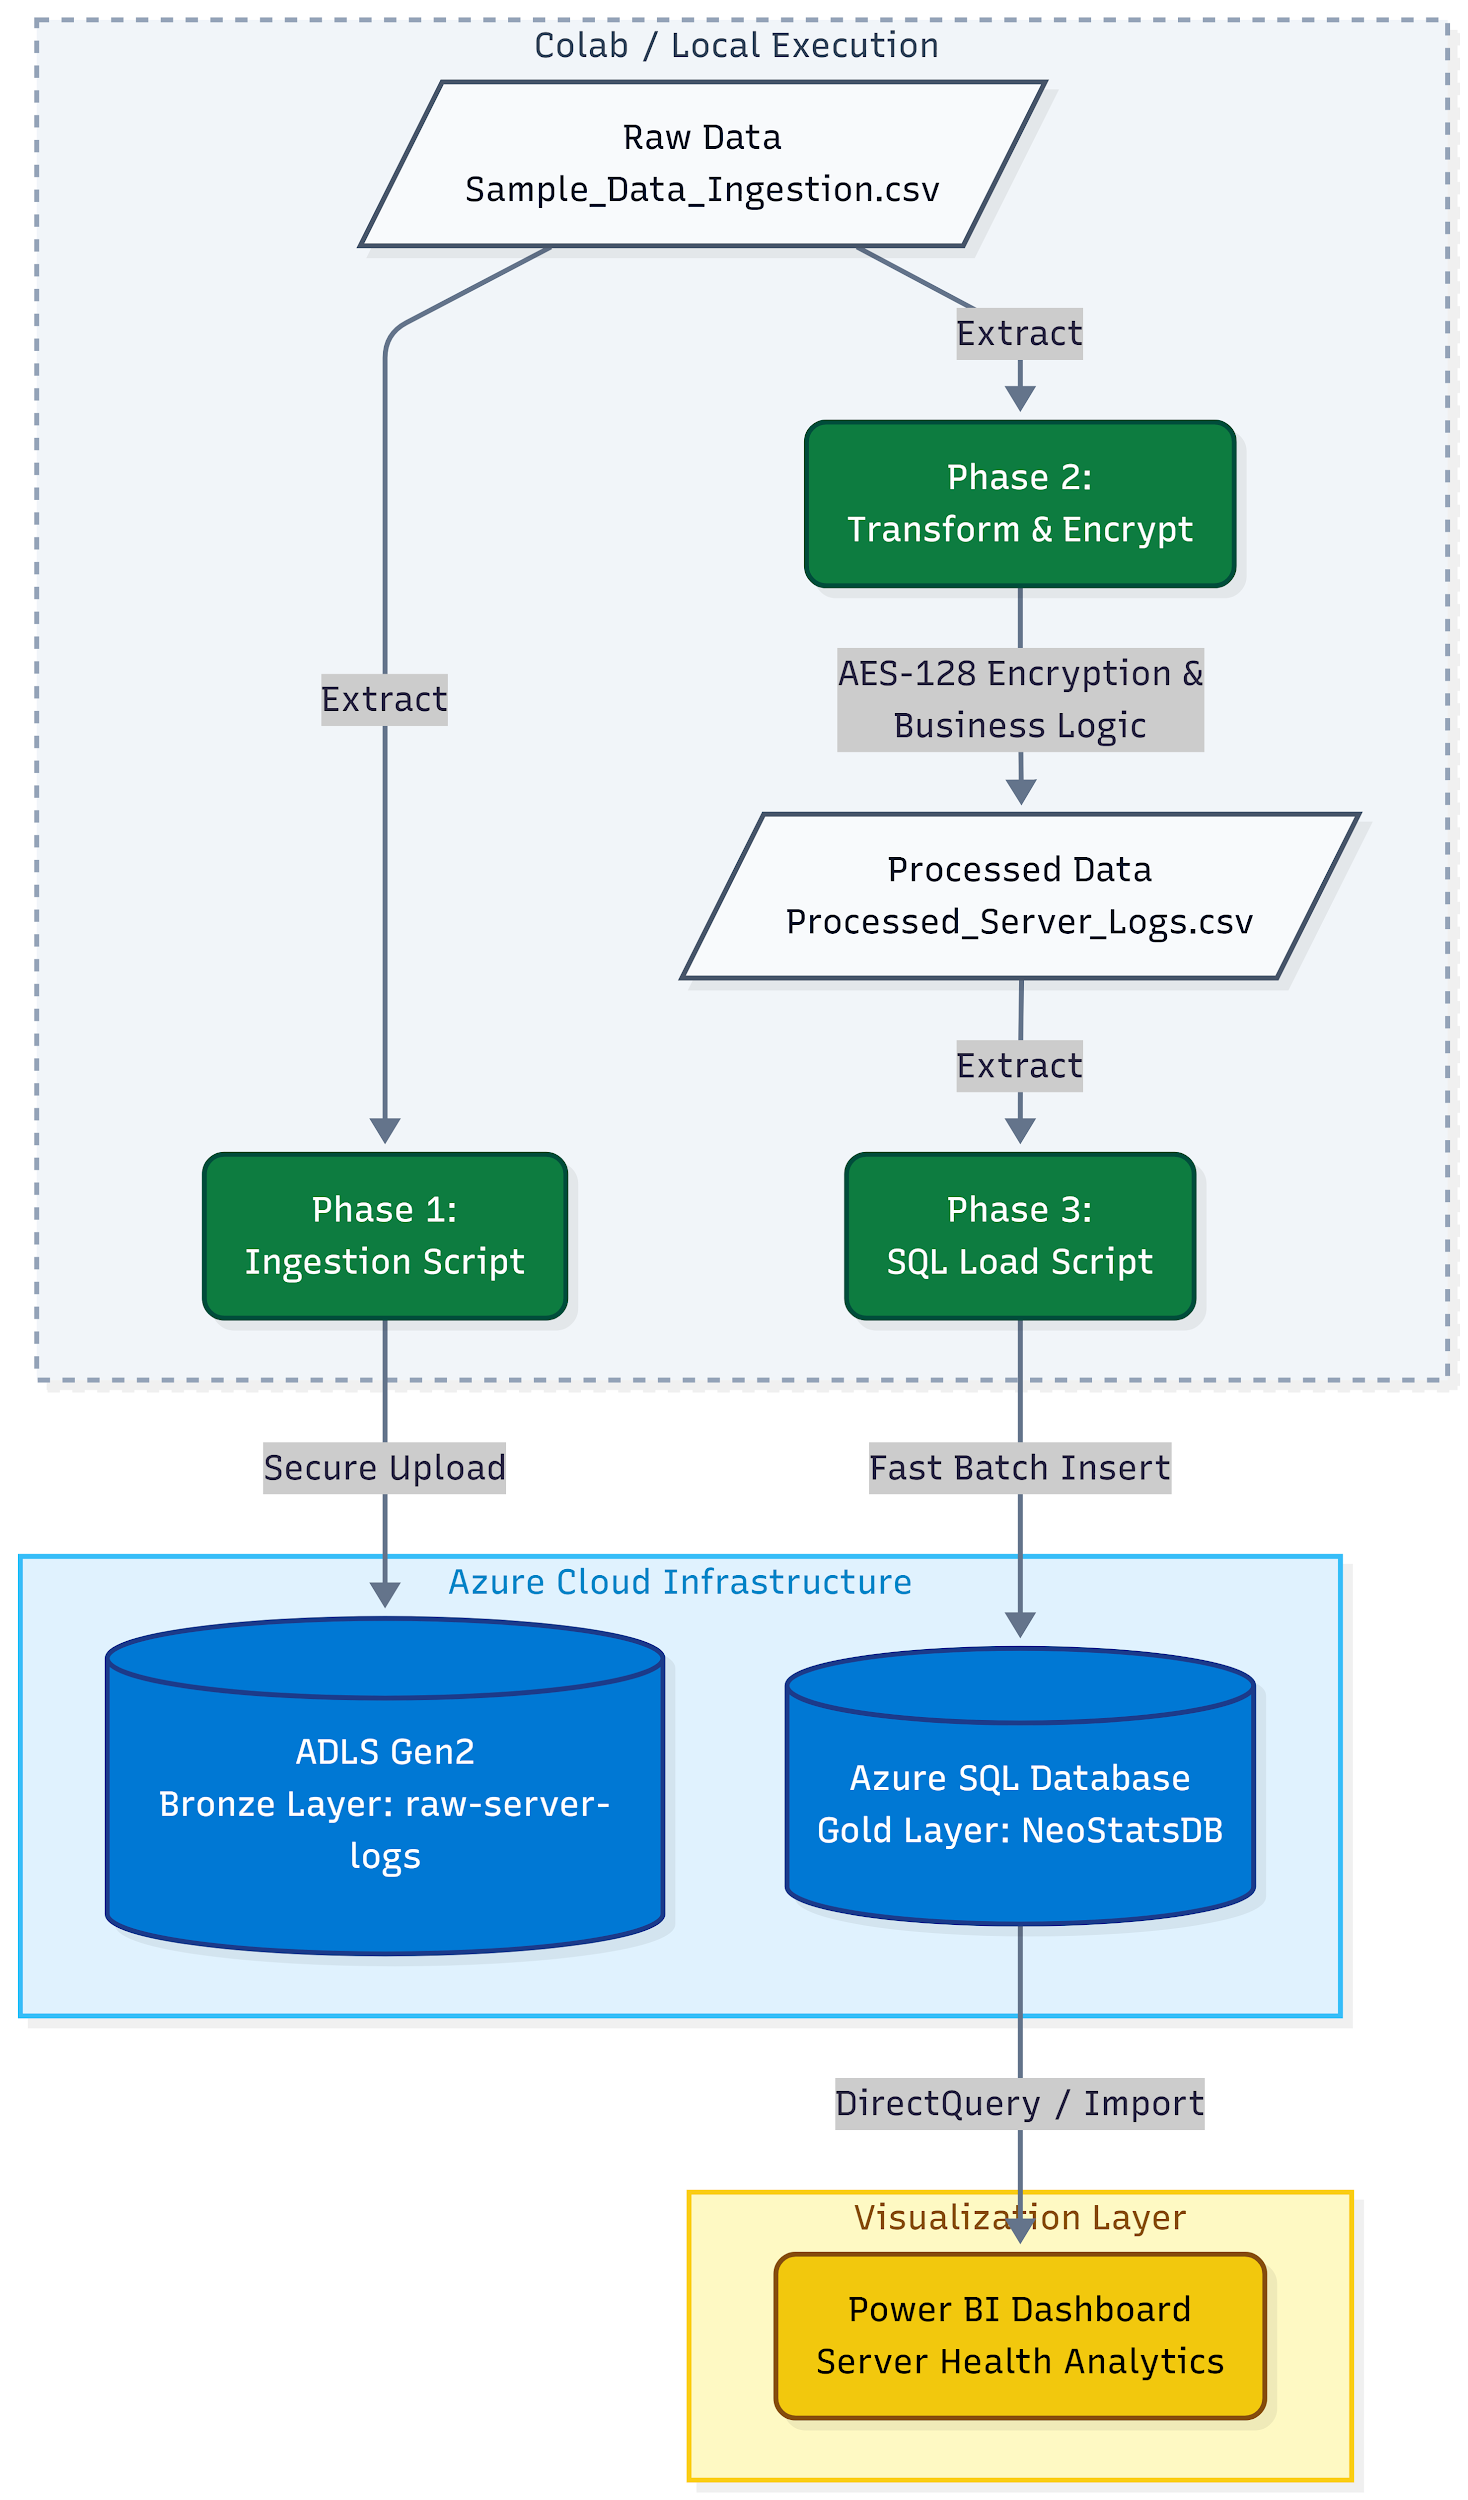 Colab / Local Execution
Raw Data
Sample_Data_Ingestion.csv
Extract
Phase 2:
Transform & Encrypt
Extract
AES-128 Encryption &
Business Logic
Processed Data
Processed_Server_Logs.csv
Extract
Phase 1:
Ingestion Script
Phase 3:
SQL Load Script
Secure Upload
Fast Batch Insert
Azure Cloud Infrastructure
ADLS Gen2
Bronze Layer: raw-server-
logs
Azure SQL Database
Gold Layer: NeoStatsDB
DirectQuery / Import
Visualization Layer
Power BI Dashboard
Server Health Analytics